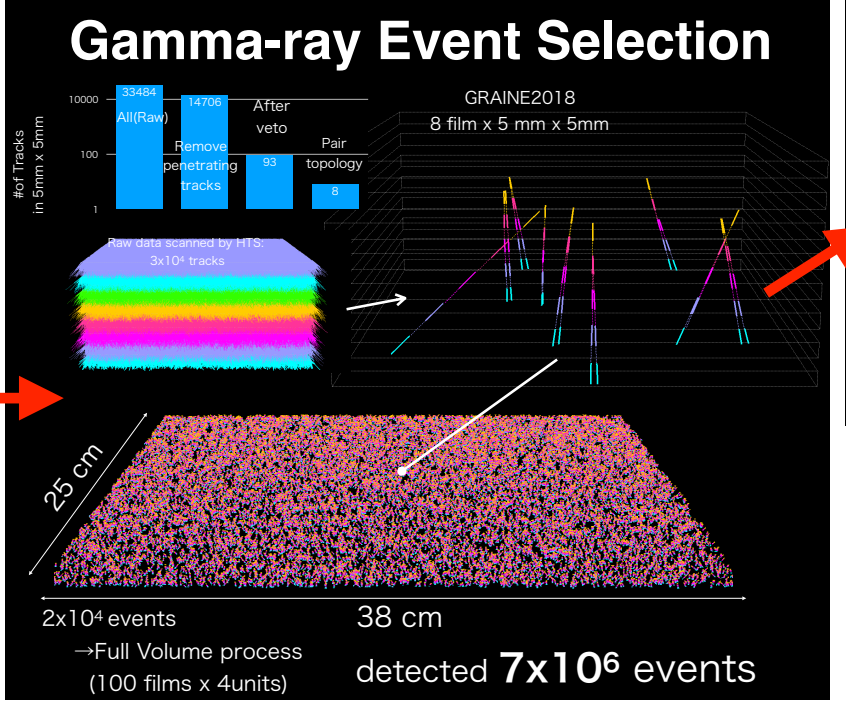 Gamma-ray Event Selection
#of Tracks
in 5mm x 5mm
10000
100
1
33484
All(Raw)
14706
Remove
penetrating
tracks
After
veto
93
Pair
topology
8
GRAINE2018
8 film x 5 mm x 5mm
Raw data scanned by HTS:
3x10⁴ tracks
25 cm
38 cm
2x10⁴ events
→Full Volume process
(100 films x 4units)
detected 7x10⁶ events